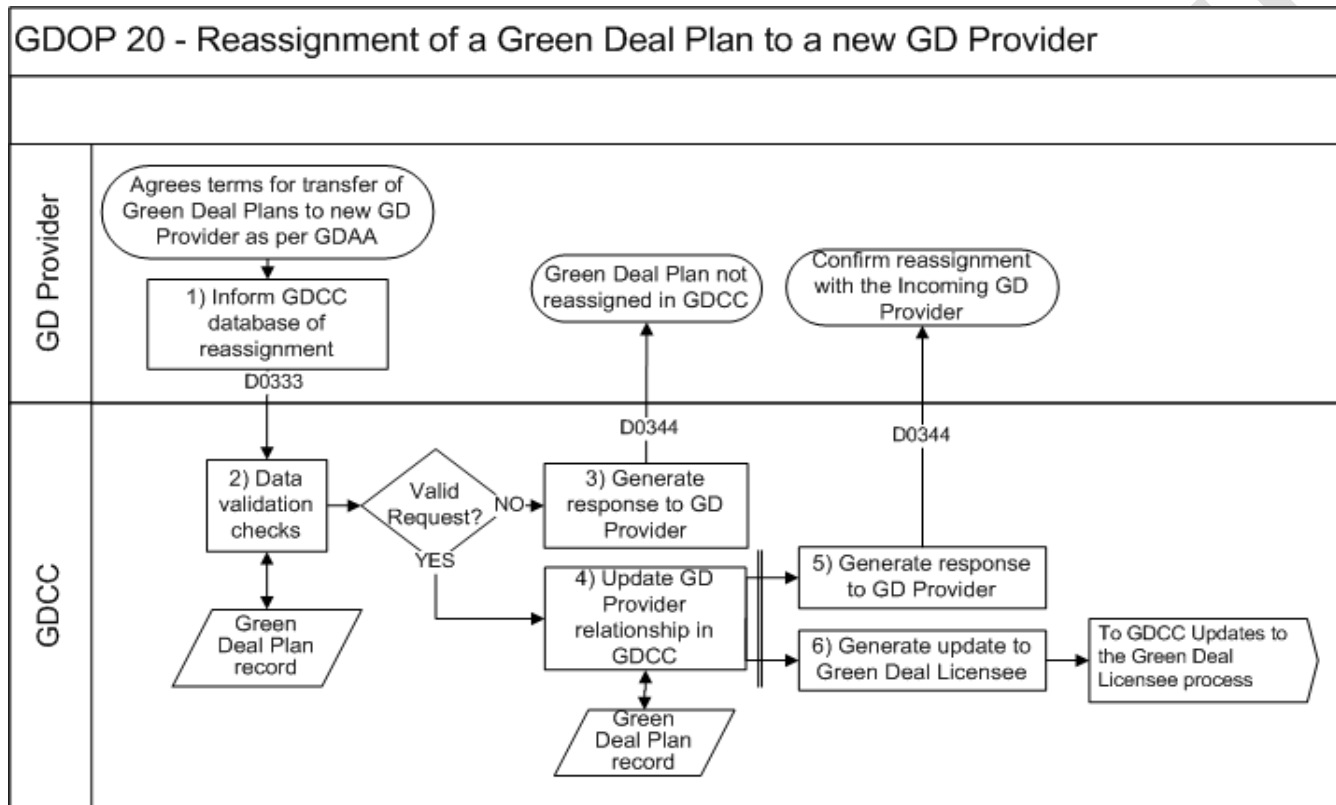 GDOP 20 - Reassignment of a Green Deal Plan to a new GD Provider
GD Provider
Agrees terms for transfer of
Green Deal Plans to new GD
Provider as per GDAA
1) Inform GDCC
database of
reassignment
D0333
Green Deal Plan not
reassigned in GDCC
Confirm reassignment
with the Incoming GD
Provider
GDCC
D0344
D0344
2) Data
validation
checks
Valid
Request?
NO
YES
3) Generate
response to GD
Provider
4) Update GD
Provider
relationship in
GDCC
5) Generate response
to GD Provider
6) Generate update to
Green Deal Licensee
To GDCC Updates to
the Green Deal
Licensee process
Green
Deal Plan
record
Green
Deal Plan
record